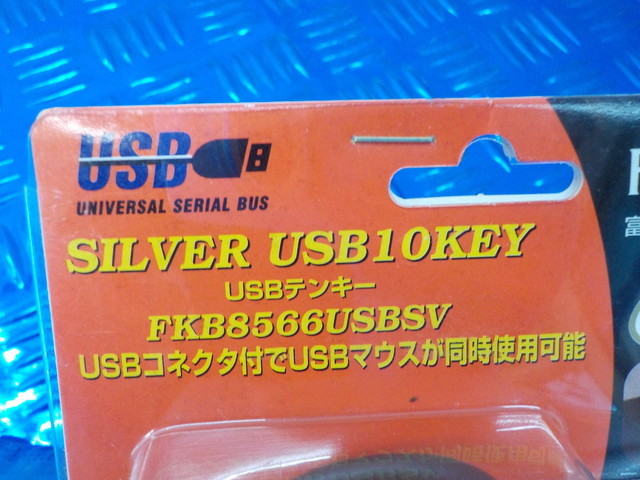 USB
UNIVERSAL SERIAL BUS
SILVER USB10KEY
USBテンキー
FKB8566USBSV
USBコネクタ付でUSBマウスが同時使用可能
富